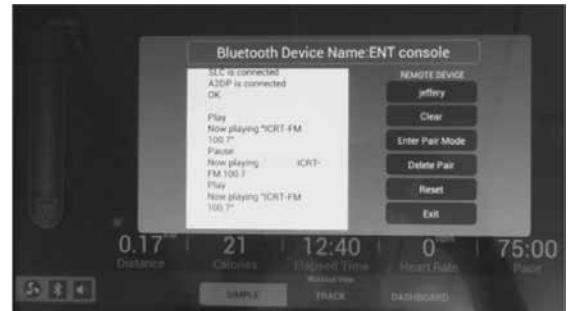 Bluetooth Device Name:ENT console
SLC is connected
A2DP is connected
OK
Play
Now playing "ICRT-FM
100.7"
Pause
Now playing ICRT-
FM 100.7
Play
Now playing "ICRT-FM
100.7"
REMOTE DEVICE
jeffery
Clear
Enter Pair Mode
Delete Pair
Reset
Exit
0.17 21 12:40 0 75:00
Distance Calories Elapsed Time Heart Rate Pace
Workout View
SIMPLE TRACK DASHBOARD